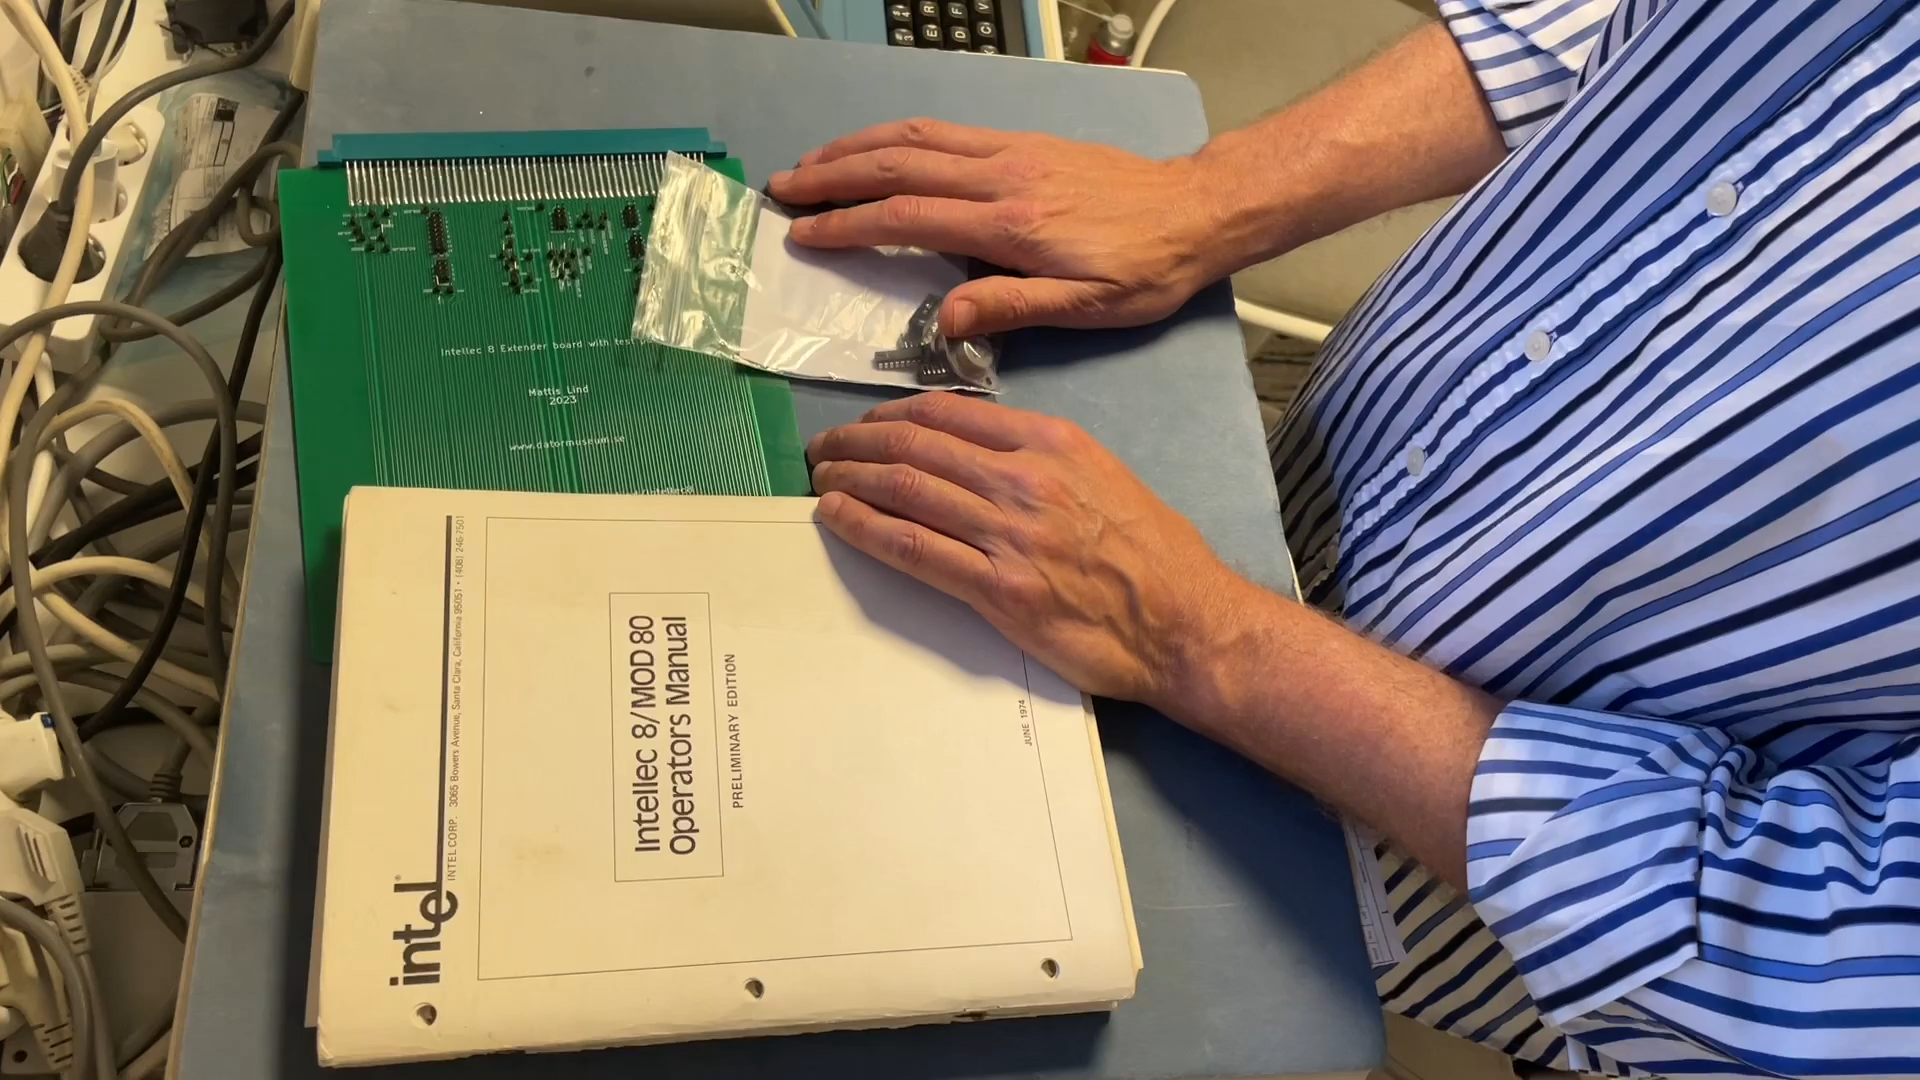 Intellec 8 Extender board with test
Mattis Lind
2023
www.datormuseum.se
intel®
INTEL CORP. 3065 Bowers Avenue, Santa Clara, California 95051 • (408) 246-7501
Intellec 8/MOD 80
Operators Manual
PRELIMINARY EDITION
JUNE 1974